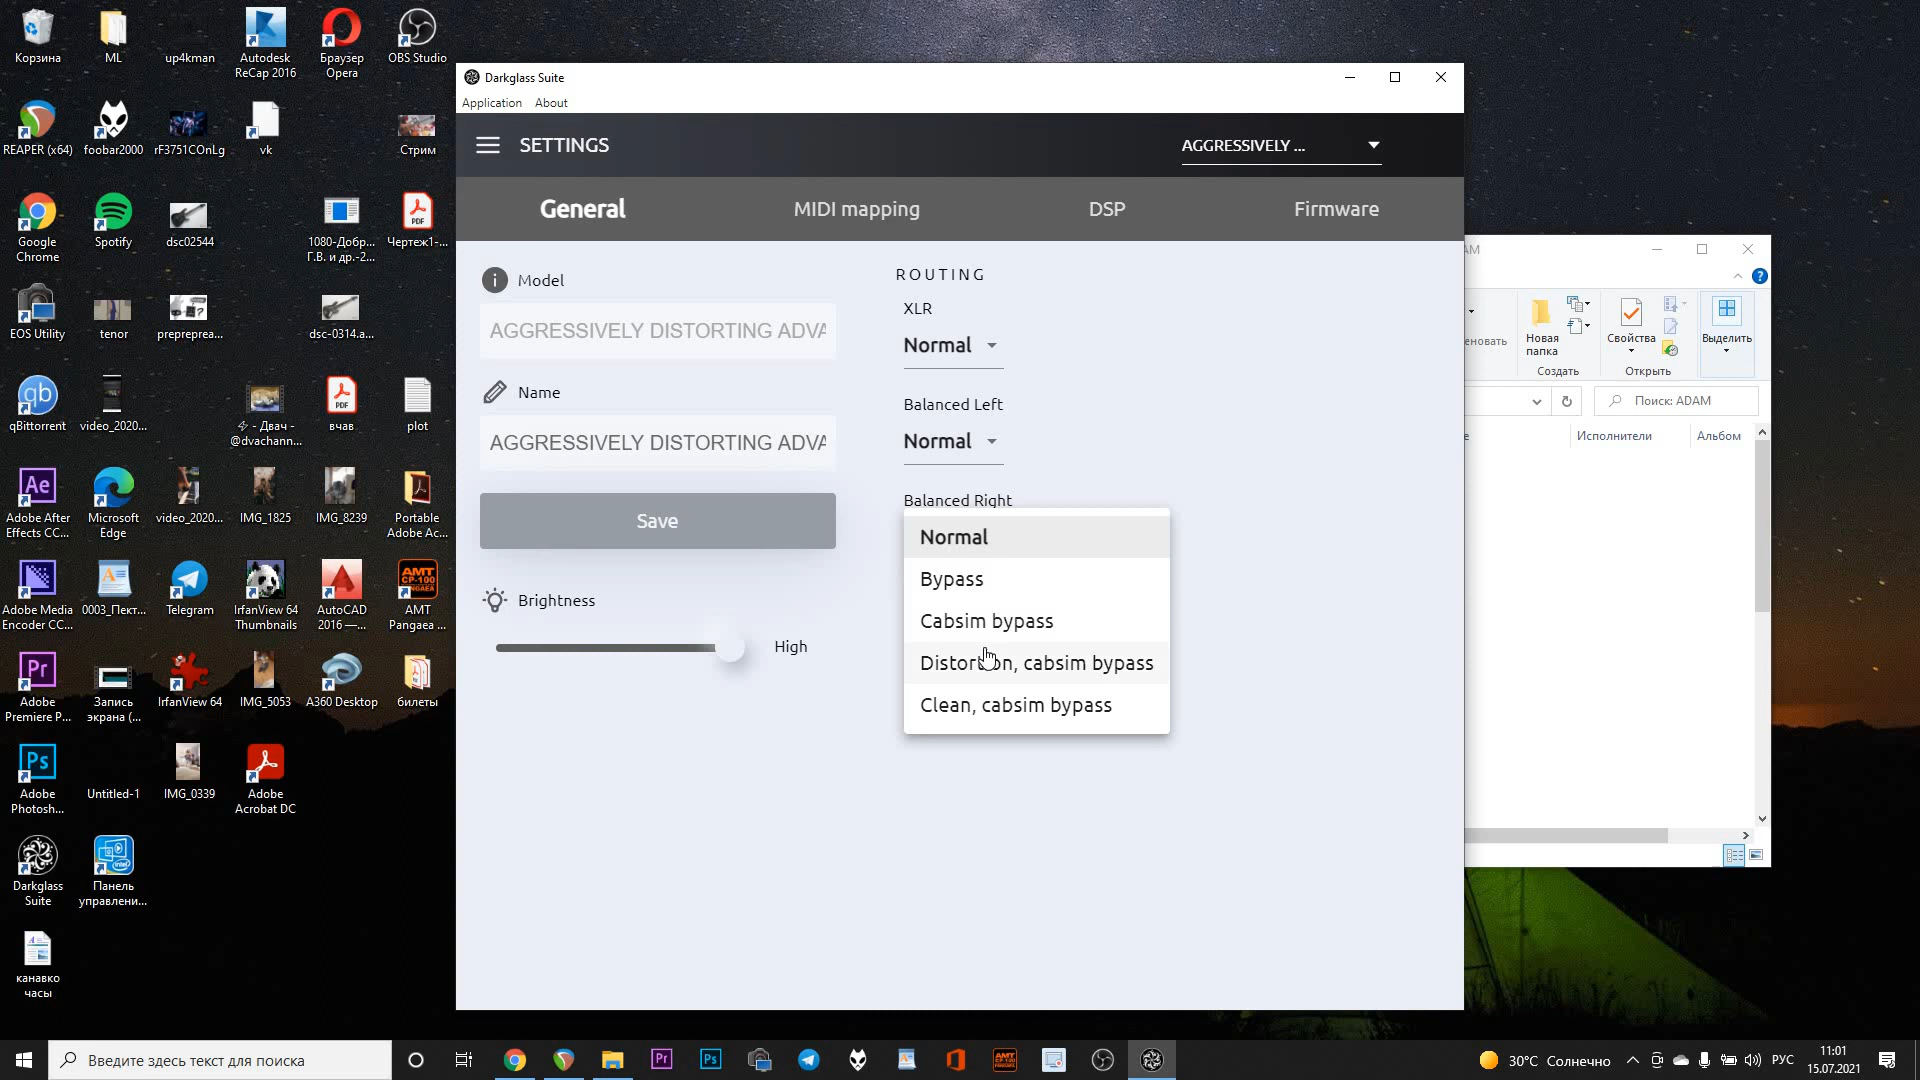 Корзина
ML
up4kman
Autodesk
ReCap 2016
Браузер
Opera
OBS Studio
REAPER (x64)
foobar2000
rF3751COnLg
vk
Стрим
Google
Chrome
Spotify
dsc02544
1080-Добр...
Г.В. и др.-2...
Чертеж1-...
EOS Utility
tenor
preprеprea...
dsc-0314.a...
qBittorrent
video_2020...
⚡ - Двач -
@dvachann...
вчав
plot
Adobe After
Effects CC...
Microsoft
Edge
video_2020...
IMG_1825
IMG_8239
Portable
Adobe Ac...
Adobe Media
Encoder CC...
0003_Пект...
Telegram
IrfanView 64
Thumbnails
AutoCAD
2016 —...
AMT
Pangaea ...
Adobe
Premiere P...
Запись
экрана (...
IrfanView 64
IMG_5053
A360 Desktop
билеты
Adobe
Photosh...
Untitled-1
IMG_0339
Adobe
Acrobat DC
Darkglass
Suite
Панель
управлени...
канавко
часы
Darkglass Suite
Application About
SETTINGS
AGGRESSIVELY ...
General
MIDI mapping
DSP
Firmware
Model
AGGRESSIVELY DISTORTING ADVA
Name
AGGRESSIVELY DISTORTING ADVA
Save
Brightness
High
ROUTING
XLR
Normal
Balanced Left
Normal
Balanced Right
Normal
Bypass
Cabsim bypass
Distortion, cabsim bypass
Clean, cabsim bypass
AM
еновать
Новая
папка
Создать
Свойства
Открыть
Выделить
Поиск: ADAM
Исполнители
Альбом
Введите здесь текст для поиска
30°C Солнечно
РУС
11:01
15.07.2021